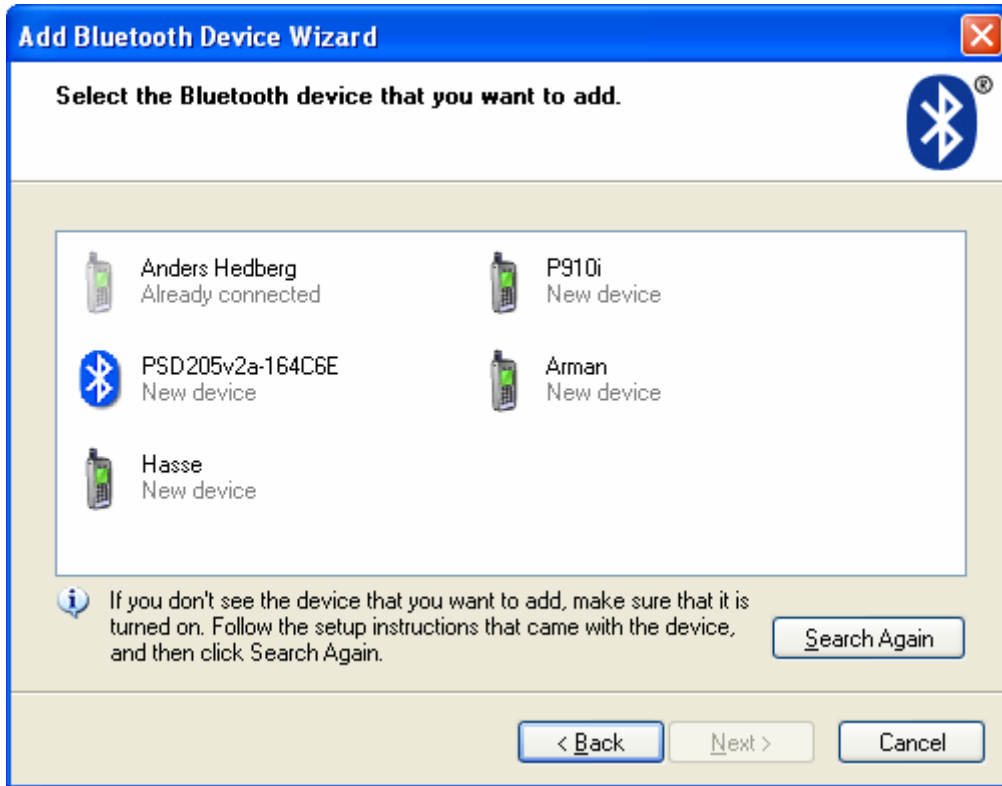 Add Bluetooth Device Wizard
Select the Bluetooth device that you want to add.
®
Anders Hedberg
Already connected
P910i
New device
PSD205v2a-164C6E
New device
Arman
New device
Hasse
New device
If you don't see the device that you want to add, make sure that it is
turned on. Follow the setup instructions that came with the device,
and then click Search Again.
Search Again
< Back
Next >
Cancel